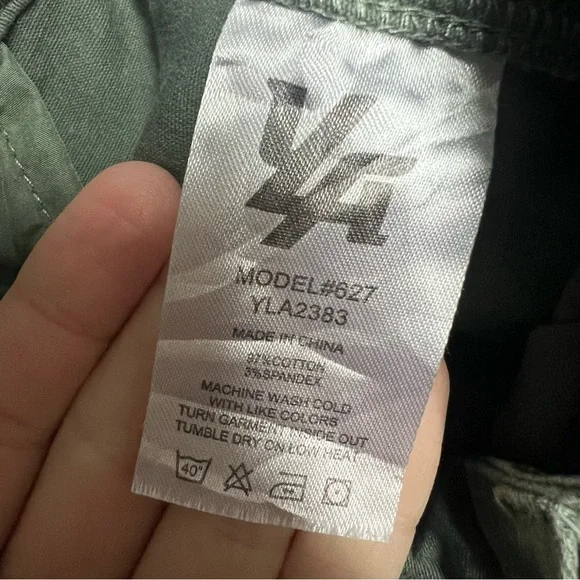 YLA
MODEL#627
YLA2383
MADE IN CHINA
97%COTTON
3%SPANDEX
MACHINE WASH COLD
WITH LIKE COLORS
TURN GARMENT INSIDE OUT
TUMBLE DRY ON LOW HEAT
40°